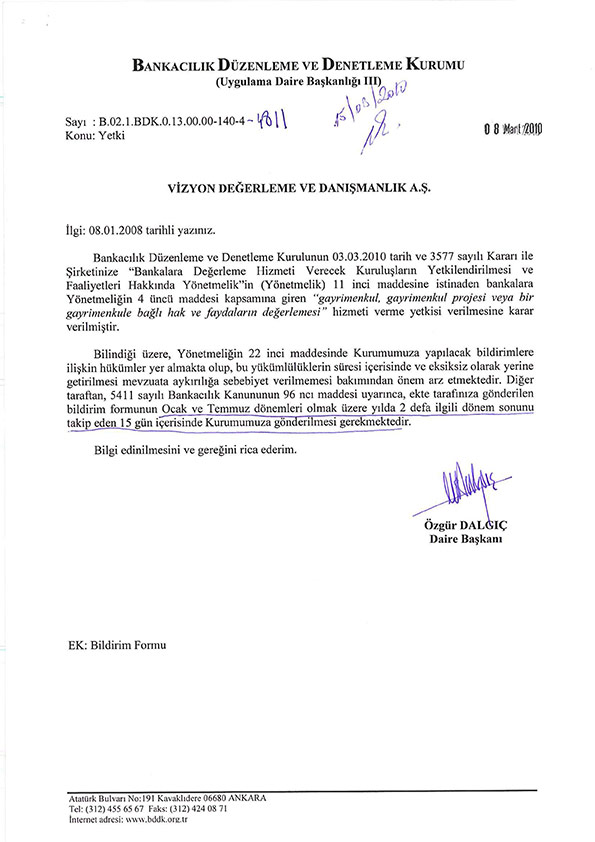 BANKACILIK DÜZENLEME VE DENETLEME KURUMU
(Uygulama Daire Başkanlığı III)
15/03/2010
Sayı : B.02.1.BDK.0.13.00.00-140-4-4811
Konu: Yetki
08 Mart 2010
VİZYON DEĞERLEME VE DANIŞMANLIK A.Ş.
İlgi: 08.01.2008 tarihli yazınız.
Bankacılık Düzenleme ve Denetleme Kurulunun 03.03.2010 tarih ve 3577 sayılı Kararı ile
Şirketinize “Bankalara Değerleme Hizmeti Verecek Kuruluşların Yetkilendirilmesi ve
Faaliyetleri Hakkında Yönetmelik”in (Yönetmelik) 11 inci maddesine istinaden bankalara
Yönetmeliğin 4 üncü maddesi kapsamına giren “gayrimenkul, gayrimenkul projesi veya bir
gayrimenkule bağlı hak ve faydaların değerlemesi” hizmeti verme yetkisi verilmesine karar
verilmiştir.
Bilindiği üzere, Yönetmeliğin 22 inci maddesinde Kurumumuza yapılacak bildirimlere
ilişkin hükümler yer almakta olup, bu yükümlülüklerin süresi içerisinde ve eksiksiz olarak yerine
getirilmesi mevzuata aykırılığa sebebiyet verilmemesi bakımından önem arz etmektedir. Diğer
taraftan, 5411 sayılı Bankacılık Kanununun 96 ncı maddesi uyarınca, ekte tarafınıza gönderilen
bildirim formunun Ocak ve Temmuz dönemleri olmak üzere yılda 2 defa ilgili dönem sonunu
takip eden 15 gün içerisinde Kurumumuza gönderilmesi gerekmektedir.
Bilgi edinilmesini ve gereğini rica ederim.
Özgür DALGIÇ
Daire Başkanı
EK: Bildirim Formu
Atatürk Bulvarı No:191 Kavaklıdere 06680 ANKARA
Tel: (312) 455 65 67 Faks: (312) 424 08 71
İnternet adresi: www.bddk.org.tr